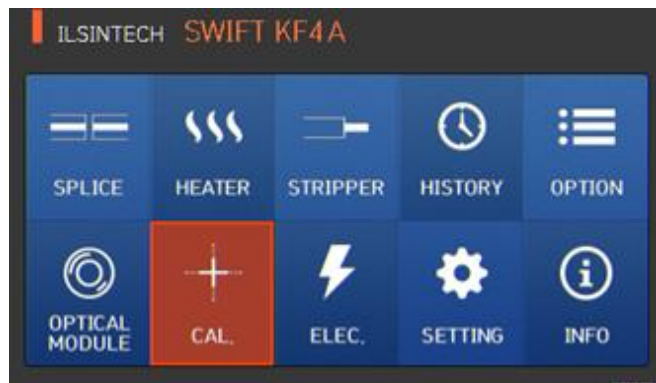 ILSINTECH SWIFT KF4A
SPLICE HEATER STRIPPER HISTORY OPTION
OPTICAL
MODULE CAL. ELEC. SETTING INFO